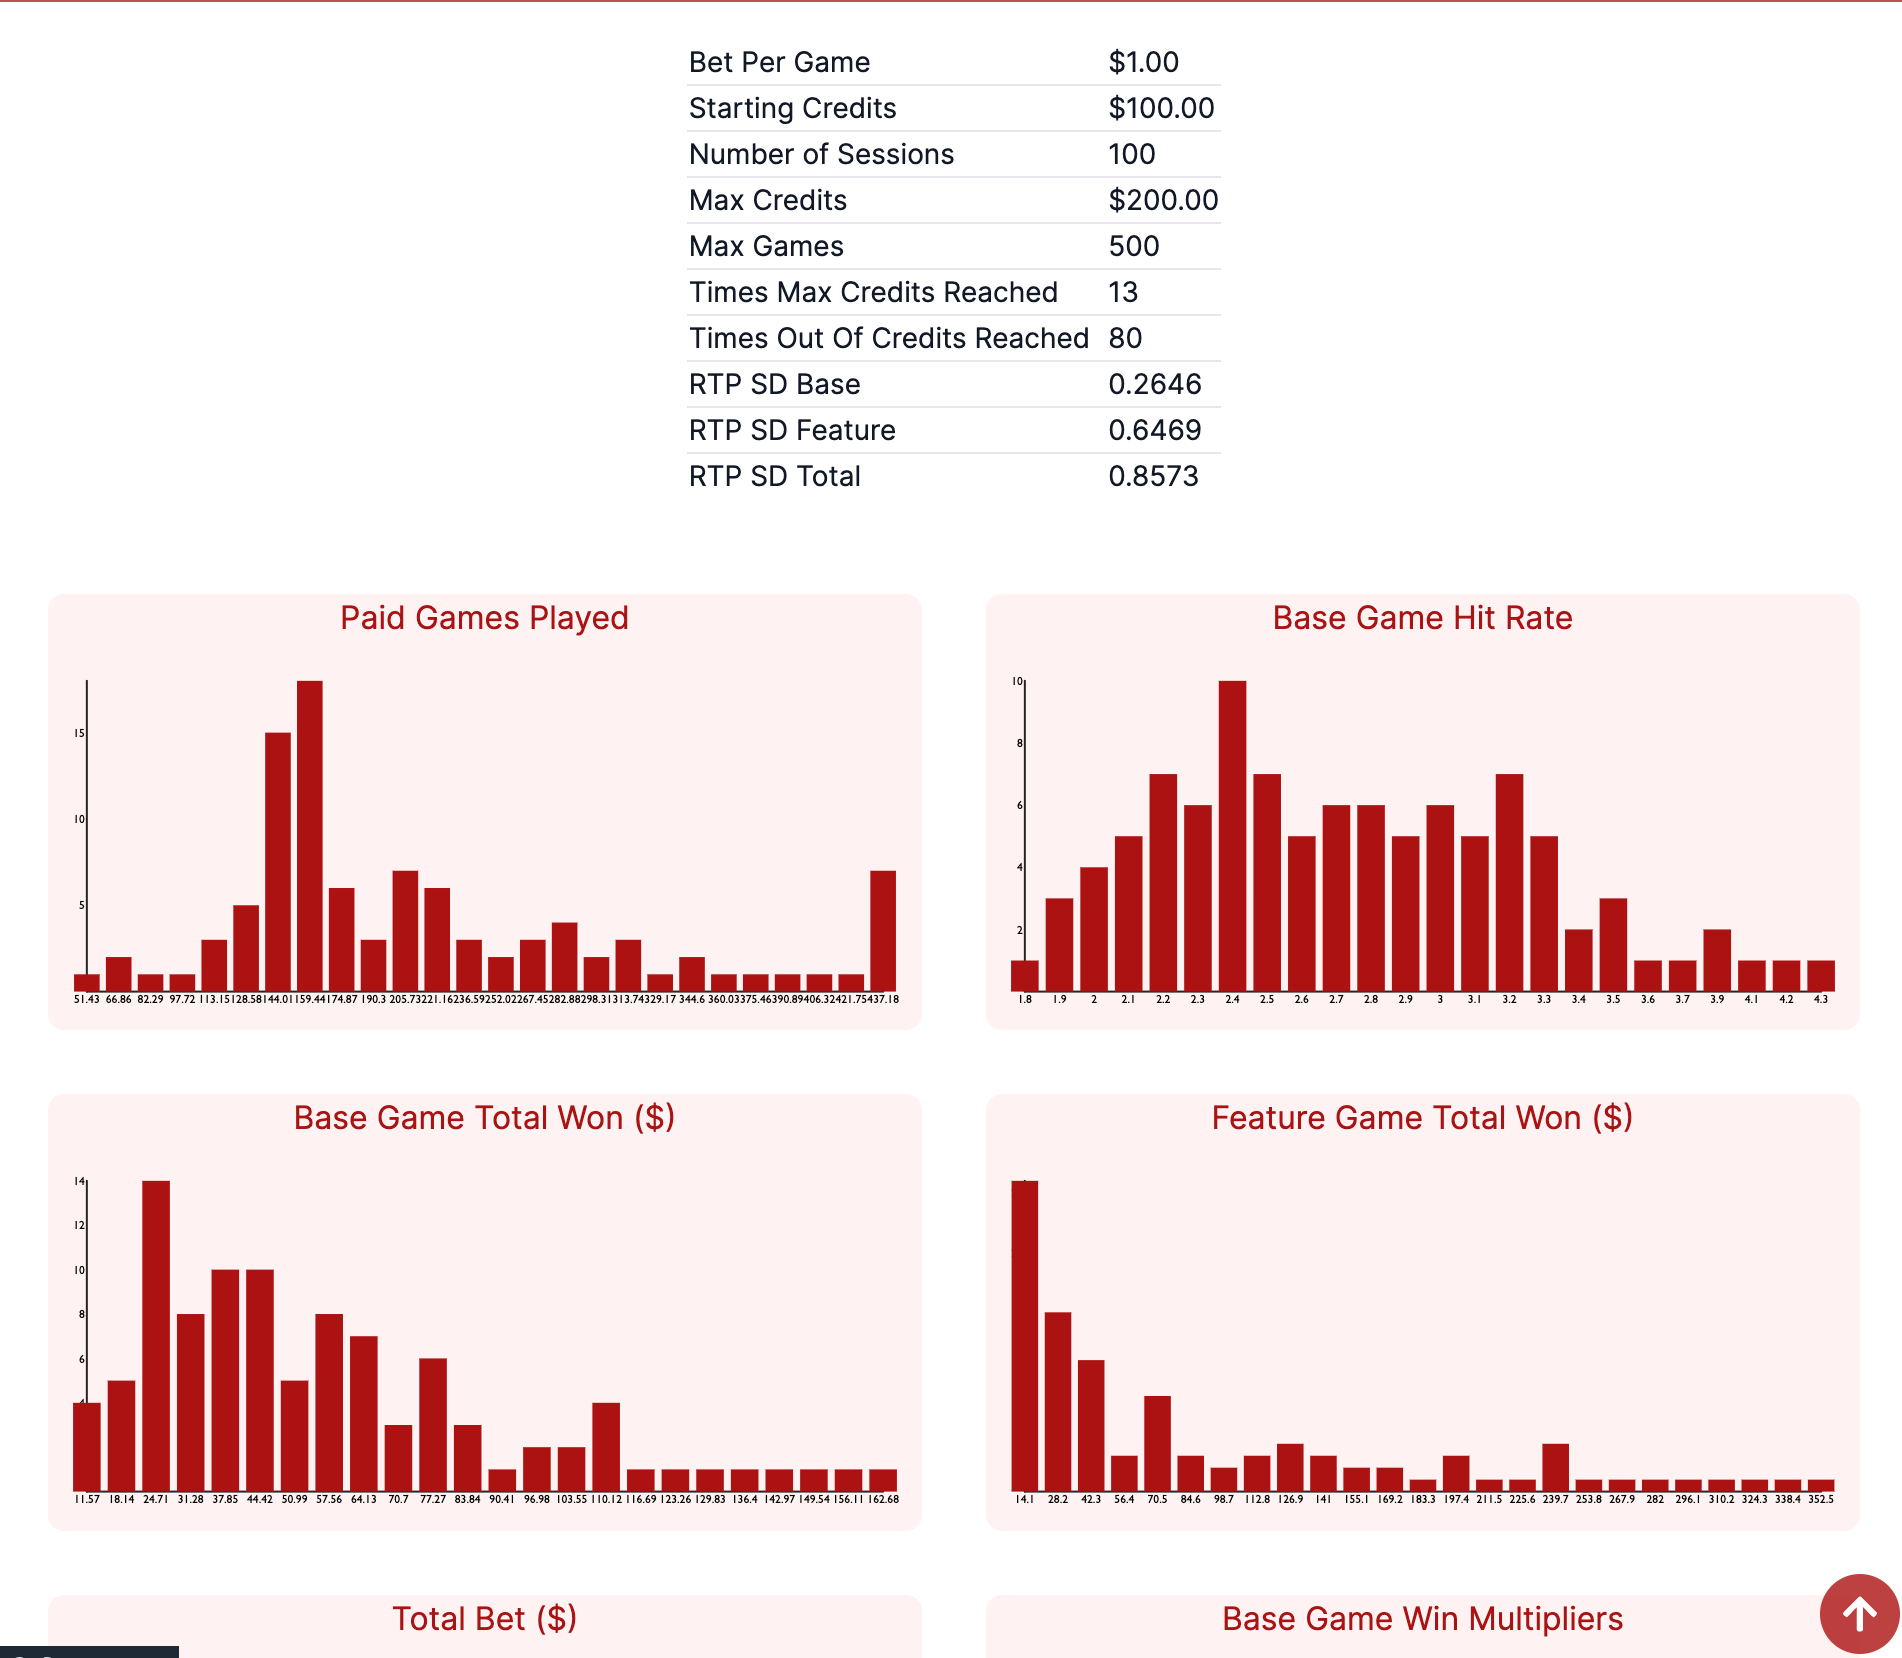 Bet Per Game $1.00
Starting Credits $100.00
Number of Sessions 100
Max Credits $200.00
Max Games 500
Times Max Credits Reached 13
Times Out Of Credits Reached 80
RTP SD Base 0.2646
RTP SD Feature 0.6469
RTP SD Total 0.8573
Paid Games Played
15
10
5
51.43 66.86 82.29 97.72 113.15 128.58 144.01 159.44 174.87 190.3 205.73 221.16 236.59 252.02 267.45 282.88 298.31 313.74 329.17 344.6 360.03 375.46 390.89 406.32 421.75 437.18
Base Game Hit Rate
10
8
6
4
2
1.8 1.9 2 2.1 2.2 2.3 2.4 2.5 2.6 2.7 2.8 2.9 3 3.1 3.2 3.3 3.4 3.5 3.6 3.7 3.9 4.1 4.2 4.3
Base Game Total Won ($)
14
12
10
8
6
11.57 18.14 24.71 31.28 37.85 44.42 50.99 57.56 64.13 70.7 77.27 83.84 90.41 96.98 103.55 110.12 116.69 123.26 129.83 136.4 142.97 149.54 156.11 162.68
Feature Game Total Won ($)
14.1 28.2 42.3 56.4 70.5 84.6 98.7 112.8 126.9 141 155.1 169.2 183.3 197.4 211.5 225.6 239.7 253.8 267.9 282 296.1 310.2 324.3 338.4 352.5
Total Bet ($)
Base Game Win Multipliers